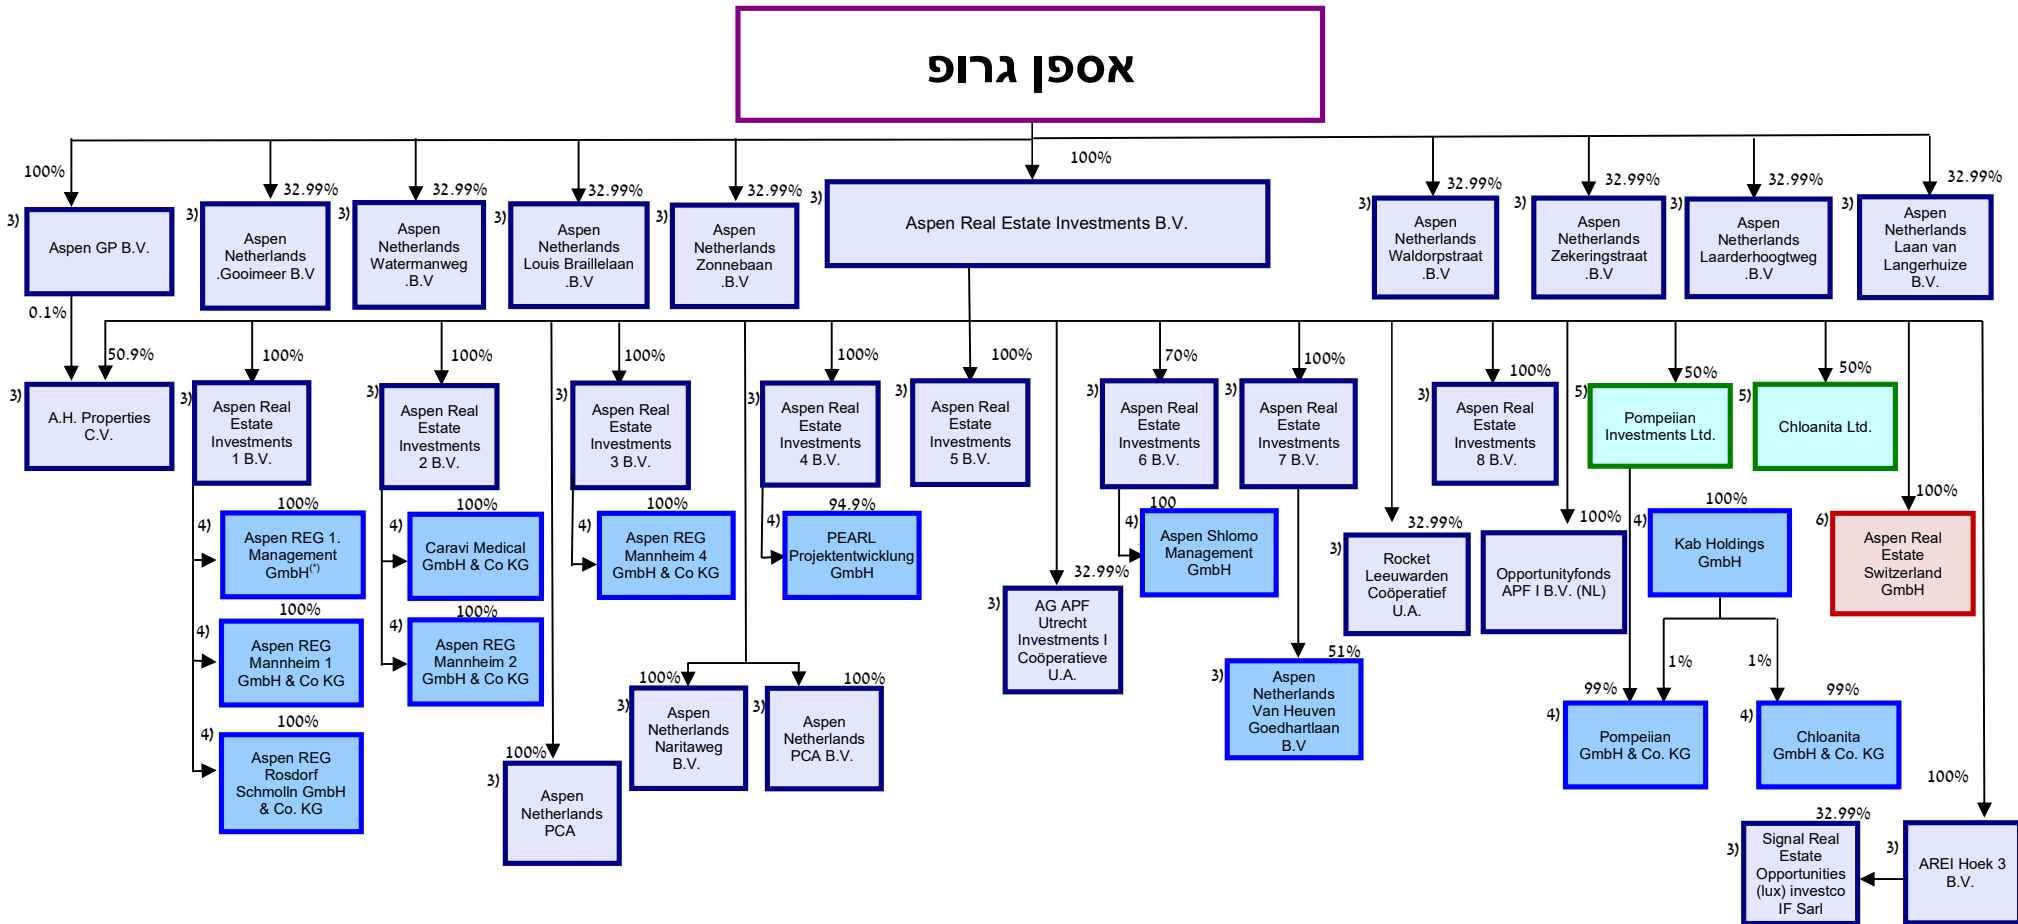 אספן גרופ
100%
3)
Aspen GP B.V.
32.99%
3)
Aspen
Netherlands
.Gooimeer B.V
32.99%
3)
Aspen
Netherlands
Watermanweg
.B.V
32.99%
3)
Aspen
Netherlands
Louis Braillelaan
.B.V
32.99%
3)
Aspen
Netherlands
Zonnebaan
.B.V
100%
3)
Aspen Real Estate Investments B.V.
32.99%
3)
Aspen
Netherlands
Waldorpstraat
.B.V
32.99%
3)
Aspen
Netherlands
Zekeringstraat
.B.V
32.99%
3)
Aspen
Netherlands
Laarderhoogtweg
.B.V
32.99%
3)
Aspen
Netherlands
Laan van
Langerhuize
B.V.
0.1%
50.9%
3)
A.H. Properties
C.V.
100%
3)
Aspen Real
Estate
Investments
1 B.V.
100%
3)
Aspen Real
Estate
Investments
2 B.V.
100%
3)
Aspen Real
Estate
Investments
3 B.V.
100%
3)
Aspen Real
Estate
Investments
4 B.V.
100%
3)
Aspen Real
Estate
Investments
5 B.V.
70%
3)
Aspen Real
Estate
Investments
6 B.V.
100%
3)
Aspen Real
Estate
Investments
7 B.V.
100%
3)
Aspen Real
Estate
Investments
8 B.V.
50%
5)
Pompeiian
Investments Ltd.
50%
5)
Chloanita Ltd.
100%
4)
Aspen REG 1.
Management
GmbH(*)
100%
4)
Caravi Medical
GmbH & Co KG
100%
4)
Aspen REG
Mannheim 4
GmbH & Co KG
94.9%
4)
PEARL
Projektentwicklung
GmbH
100
4)
Aspen Shlomo
Management
GmbH
32.99%
3)
Rocket
Leeuwarden
Coöperatief
U.A.
100%
Opportunityfonds
APF I B.V. (NL)
100%
4)
Kab Holdings
GmbH
100%
6)
Aspen Real
Estate
Switzerland
GmbH
32.99%
3)
AG APF
Utrecht
Investments I
Coöperatieve
U.A.
100%
4)
Aspen REG
Mannheim 1
GmbH & Co KG
100%
4)
Aspen REG
Mannheim 2
GmbH & Co KG
51%
3)
Aspen
Netherlands
Van Heuven
Goedhartlaan
B.V
1%
1%
100%
3)
Aspen
Netherlands
Naritaweg
B.V.
100%
3)
Aspen
Netherlands
PCA B.V.
99%
4)
Pompeiian
GmbH & Co. KG
99%
4)
Chloanita
GmbH & Co. KG
100%
4)
Aspen REG
Rosdorf
Schmolln GmbH
& Co. KG
100%
3)
Aspen
Netherlands
PCA
32.99%
3)
Signal Real
Estate
Opportunities
(lux) investco
IF Sarl
100%
3)
AREI Hoek 3
B.V.